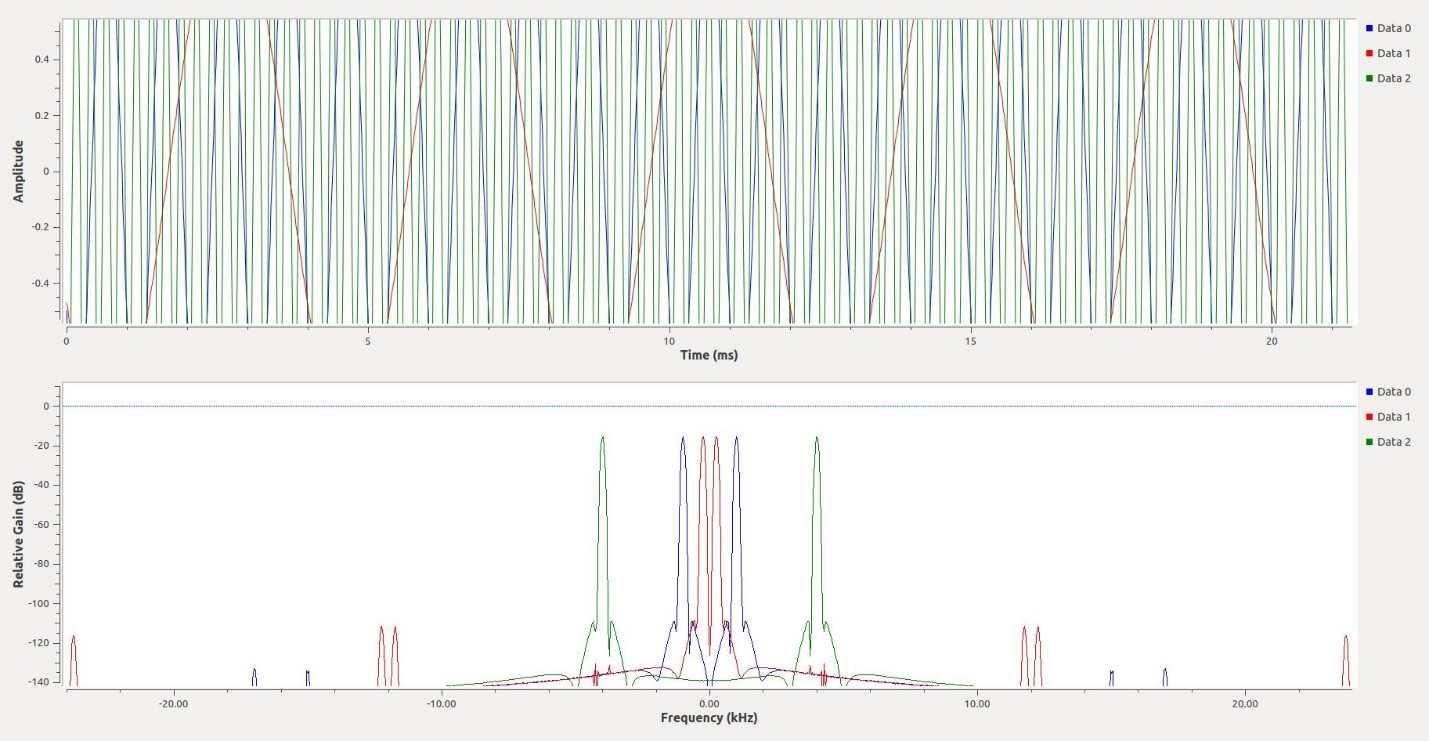 Data 0
Data 1
Data 2
0.4
0.2
0
-0.2
-0.4
Amplitude
0 5 10 15 20
Time (ms)
Data 0
Data 1
Data 2
0
-20
-40
-60
-80
-100
-120
-140
Relative Gain (dB)
-20.00 -10.00 0.00 10.00 20.00
Frequency (kHz)